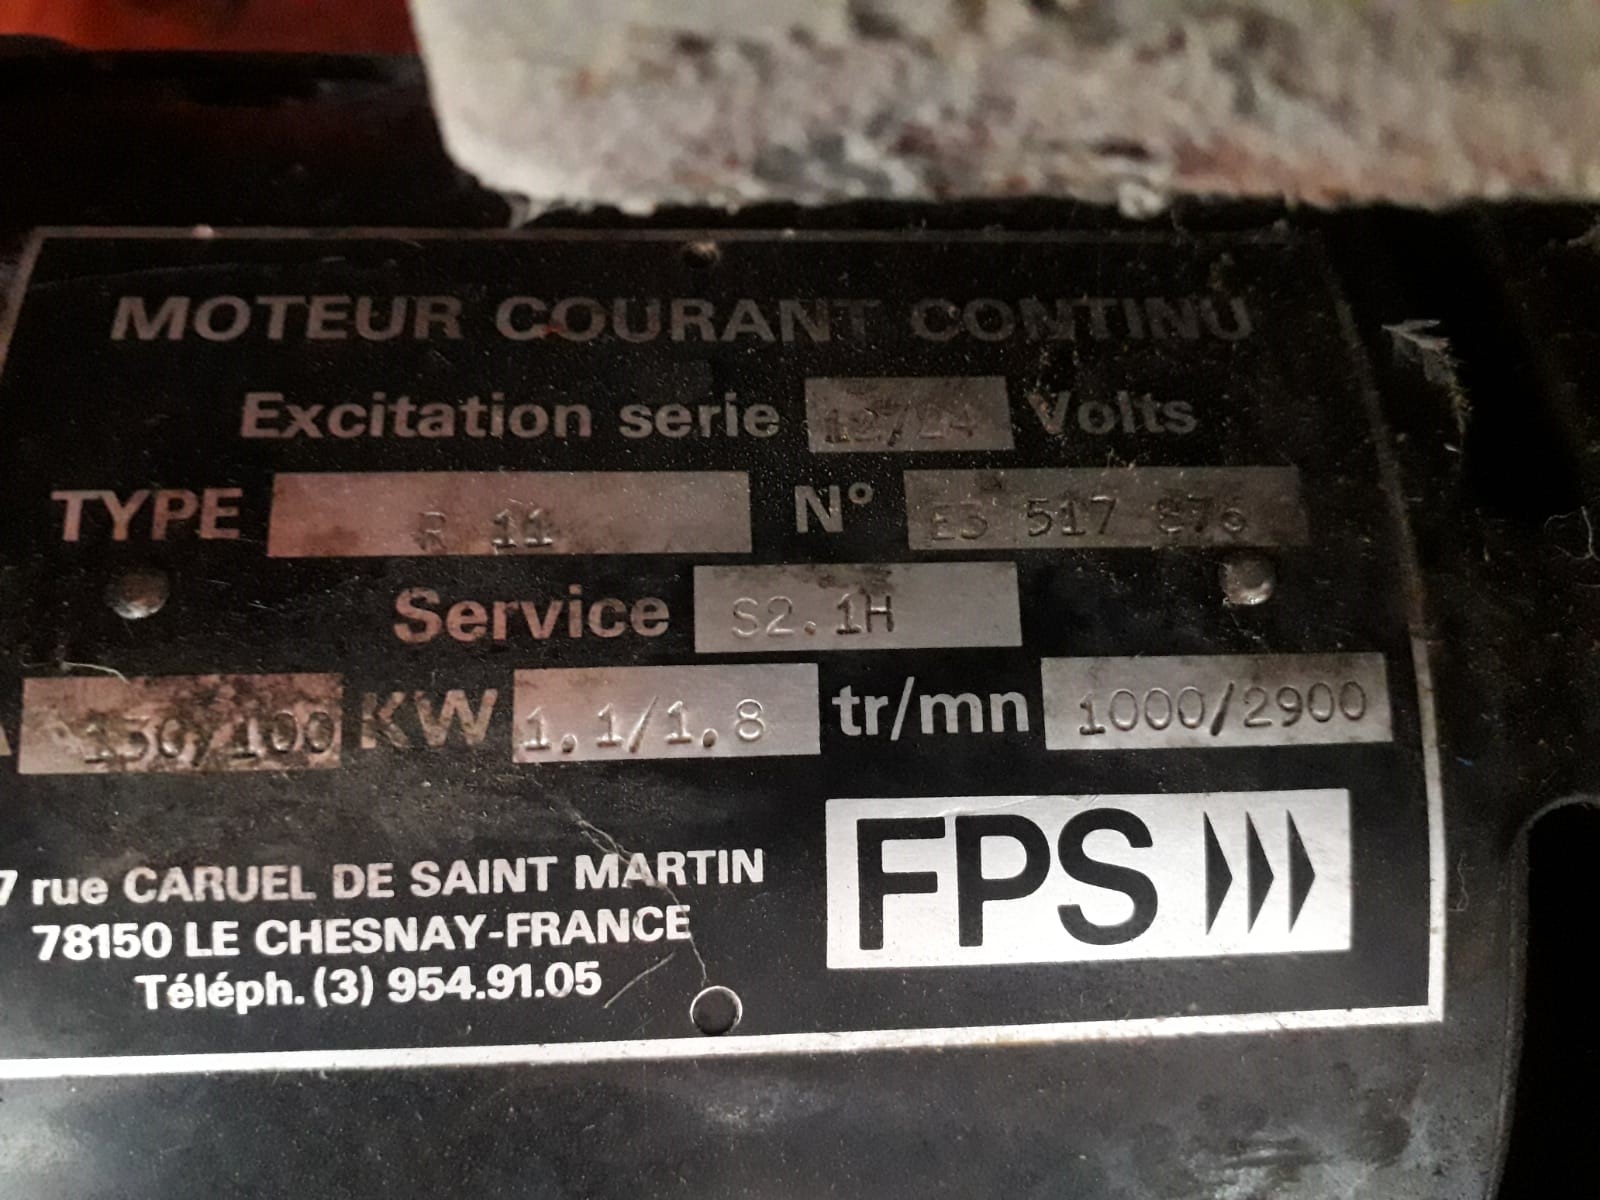 MOTEUR COURANT CONTINU
Excitation serie 12/24 Volts
TYPE R 11 N° E3 517 876
Service S2.1H
A 130/100 KW 1.1/1.8 tr/mn 1000/2900
7 rue CARUEL DE SAINT MARTIN
78150 LE CHESNAY-FRANCE
Téléph. (3) 954.91.05
FPS